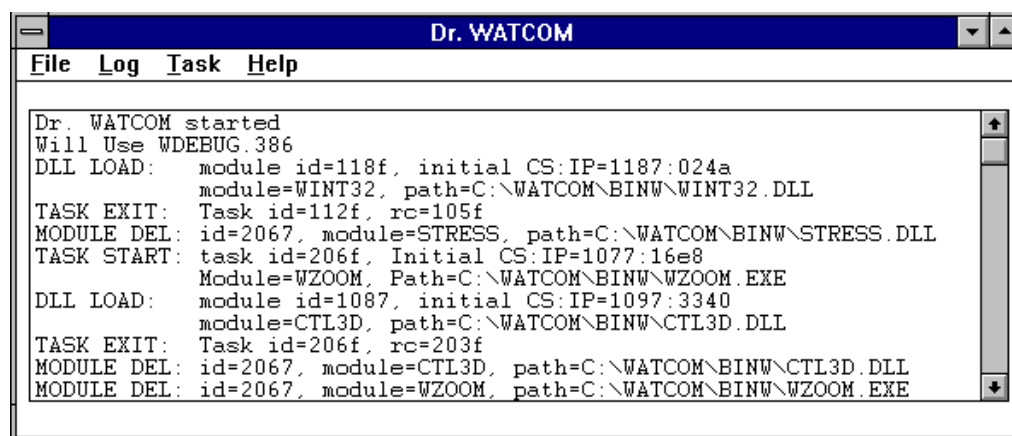 Dr. WATCOM
File Log Task Help
Dr. WATCOM started
Will Use WDEBUG.386
DLL LOAD: module id=118f, initial CS:IP=1187:024a
module=WINT32, path=C:\WATCOM\BINW\WINT32.DLL
TASK EXIT: Task id=112f, rc=105f
MODULE DEL: id=2067, module=STRESS, path=C:\WATCOM\BINW\STRESS.DLL
TASK START: task id=206f, Initial CS:IP=1077:16e8
Module=WZOOM, Path=C:\WATCOM\BINW\WZOOM.EXE
DLL LOAD: module id=1087, initial CS:IP=1097:3340
module=CTL3D, path=C:\WATCOM\BINW\CTL3D.DLL
TASK EXIT: Task id=206f, rc=203f
MODULE DEL: id=2067, module=CTL3D, path=C:\WATCOM\BINW\CTL3D.DLL
MODULE DEL: id=2067, module=WZOOM, path=C:\WATCOM\BINW\WZOOM.EXE